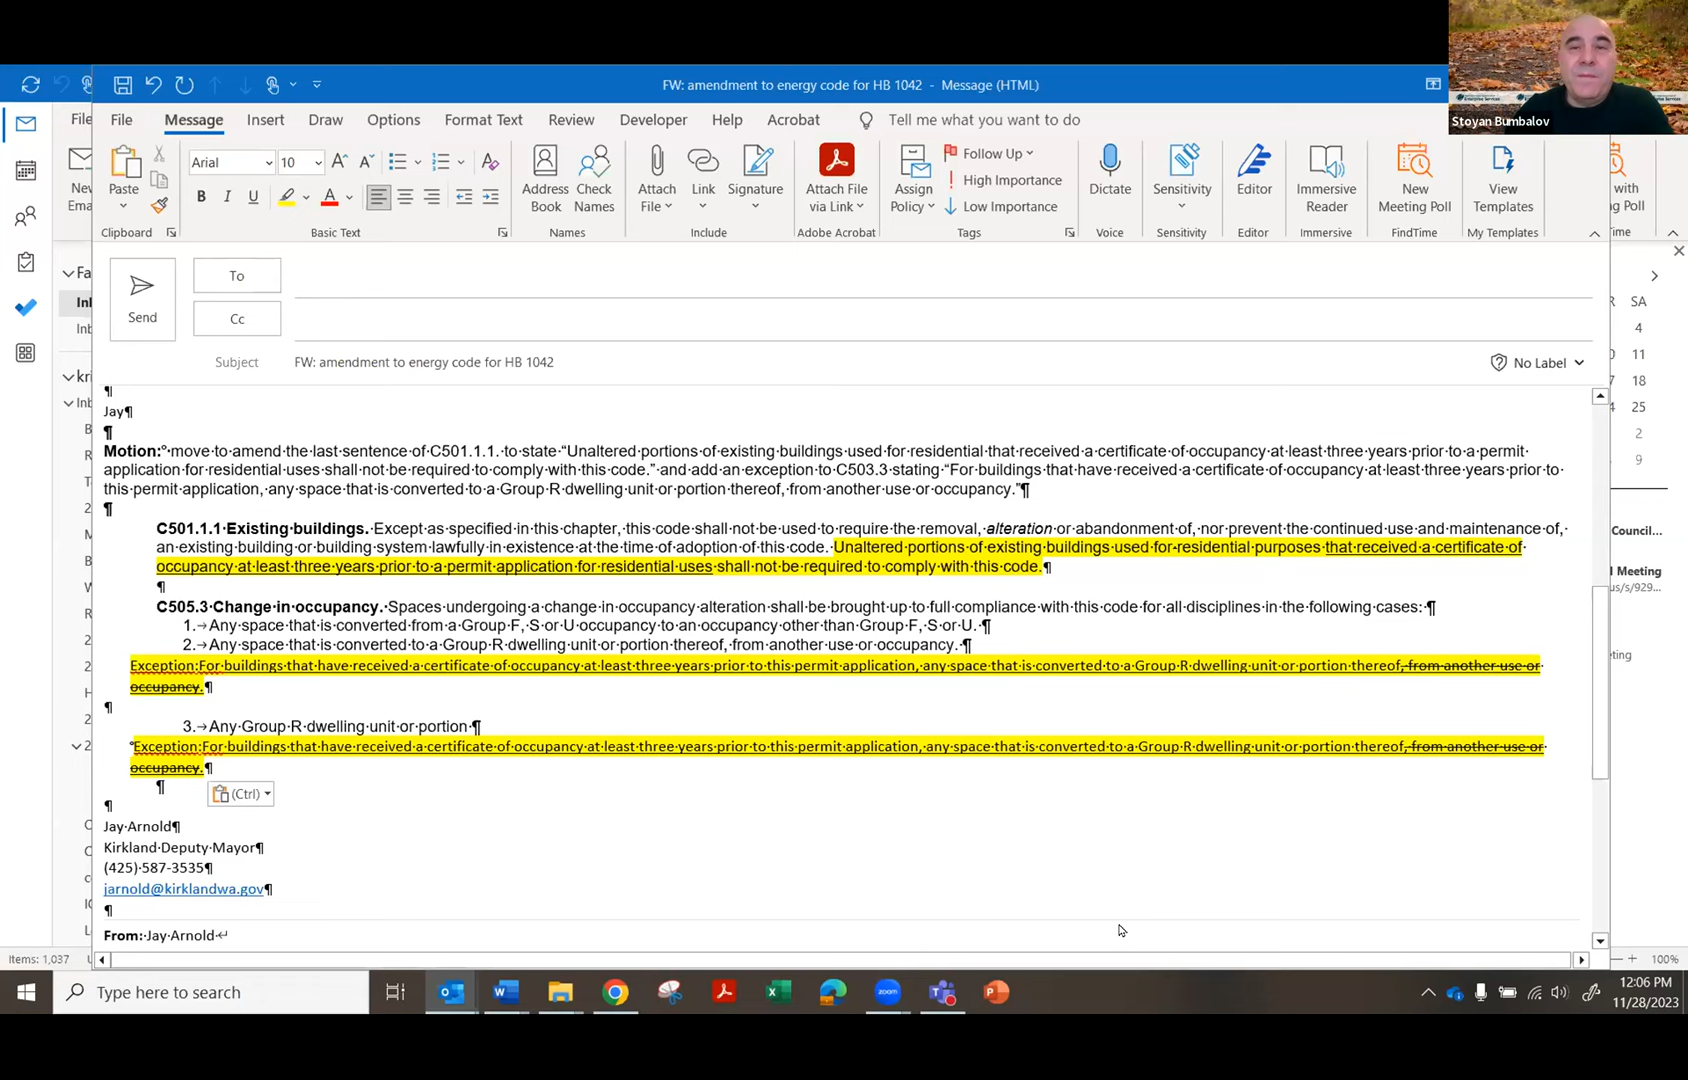 FW: amendment to energy code for HB 1042 - Message (HTML)
Stoyan Bumbalov
File Message Insert Draw Options Format Text Review Developer Help Acrobat Tell me what you want to do
Arial 10
Paste
B I U
Address Book
Check Names
Attach File
Link
Signature
Attach File via Link
Assign Policy
Follow Up
High Importance
Low Importance
Dictate
Sensitivity
Editor
Immersive Reader
New Meeting Poll
View Templates
Clipboard Basic Text Names Include Adobe Acrobat Tags Voice Sensitivity Editor Immersive FindTime My Templates
To
Send
Cc
Subject FW: amendment to energy code for HB 1042 No Label
Jay¶
Motion:° move to amend the last sentence of C501.1.1. to state “Unaltered portions of existing buildings used for residential that received a certificate of occupancy at least three years prior to a permit
application for residential uses shall not be required to comply with this code.” and add an exception to C503.3 stating “For buildings that have received a certificate of occupancy at least three years prior to
this permit application, any space that is converted to a Group R dwelling unit or portion thereof, from another use or occupancy.”¶
C501.1.1 Existing buildings. Except as specified in this chapter, this code shall not be used to require the removal, alteration or abandonment of, nor prevent the continued use and maintenance of,
an existing building or building system lawfully in existence at the time of adoption of this code. Unaltered portions of existing buildings used for residential purposes that received a certificate of
occupancy at least three years prior to a permit application for residential uses shall not be required to comply with this code.¶
C505.3 Change in occupancy. Spaces undergoing a change in occupancy alteration shall be brought up to full compliance with this code for all disciplines in the following cases: ¶
1.→Any space that is converted from a Group F, S or U occupancy to an occupancy other than Group F, S or U. ¶
2.→Any space that is converted to a Group R dwelling unit or portion thereof, from another use or occupancy. ¶
Exception:For buildings that have received a certificate of occupancy at least three years prior to this permit application, any space that is converted to a Group R dwelling unit or portion thereof, from another use or
occupancy.¶
3.→Any Group R dwelling unit or portion ¶
°Exception:For buildings that have received a certificate of occupancy at least three years prior to this permit application, any space that is converted to a Group R dwelling unit or portion thereof, from another use or
occupancy.¶
(Ctrl)
Jay Arnold¶
Kirkland Deputy Mayor¶
(425) 587-3535¶
jarnold@kirklandwa.gov¶
From: Jay Arnold
SA
4
11
18
25
2
9
Council...
Meeting
us/s/929...
Items: 1,037
100%
Type here to search
12:06 PM
11/28/2023